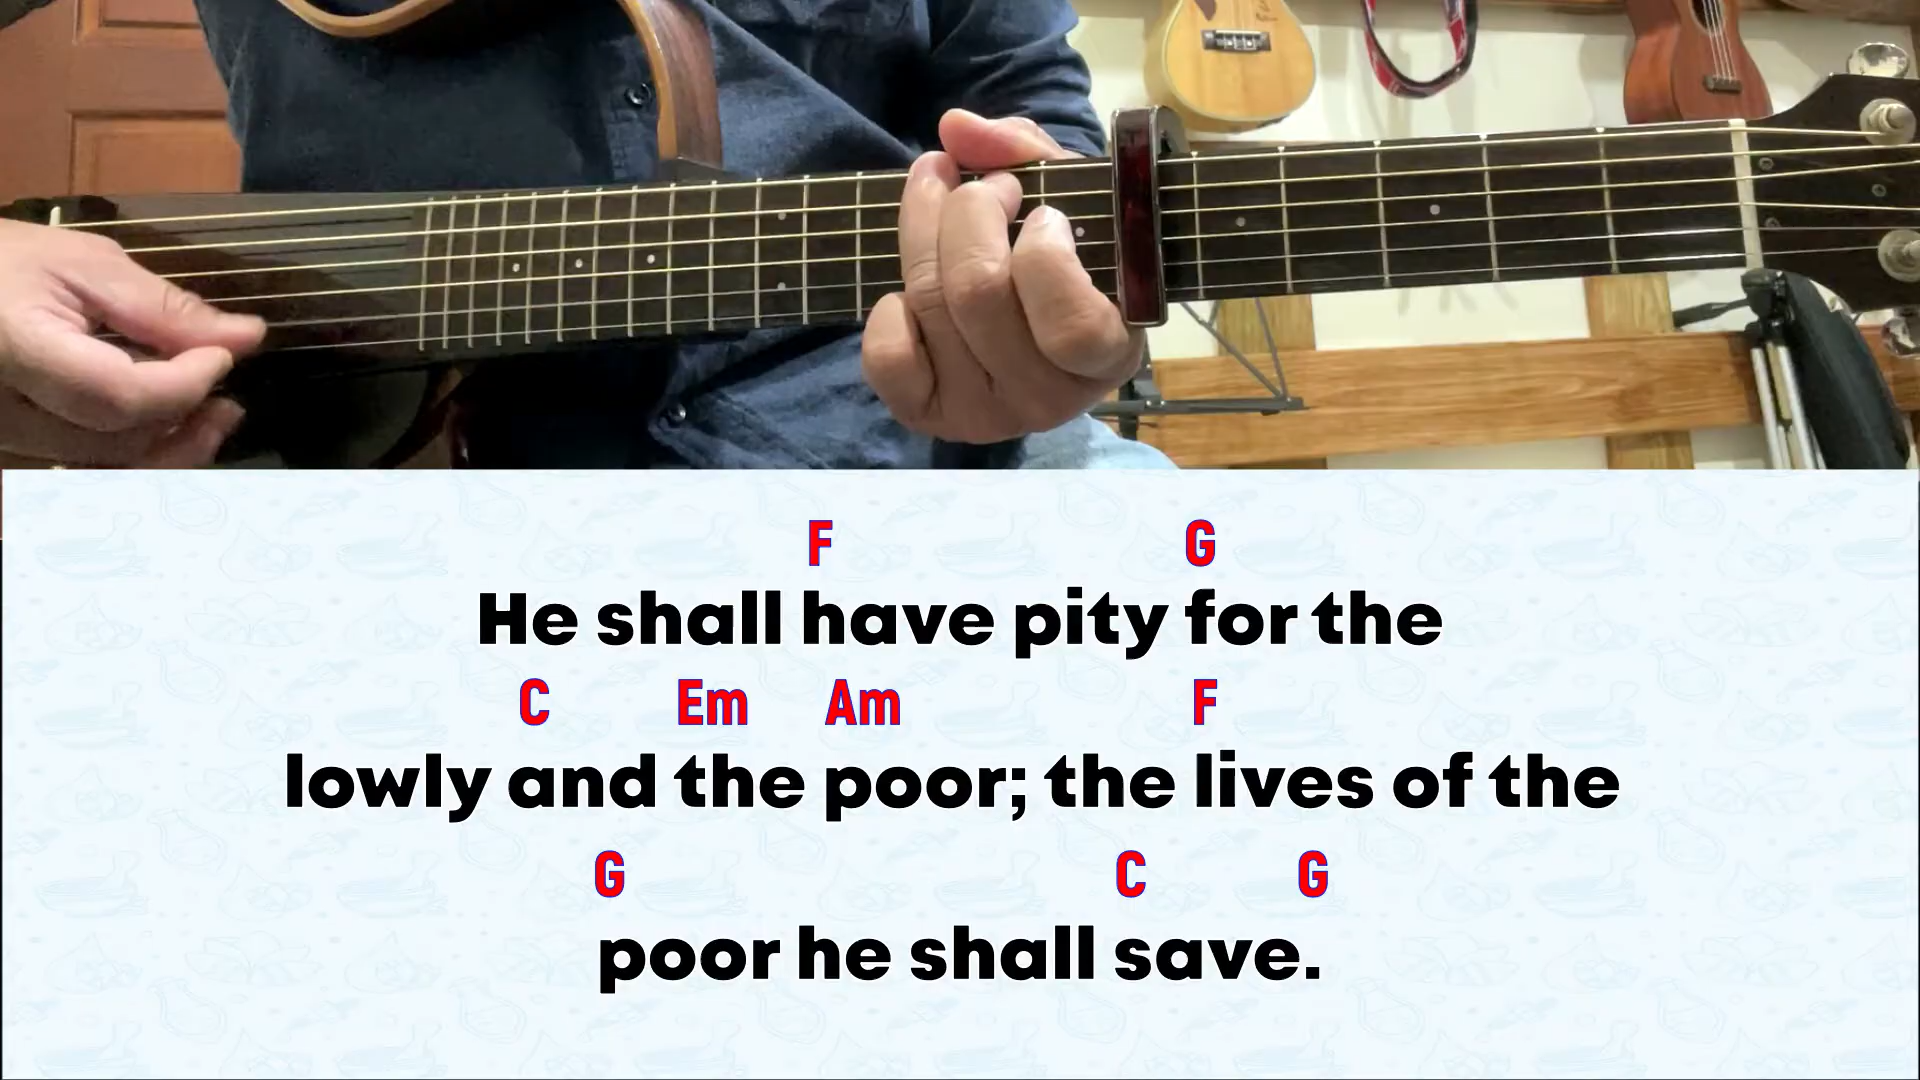 F G
He shall have pity for the
C Em Am F
lowly and the poor; the lives of the
G C G
poor he shall save.